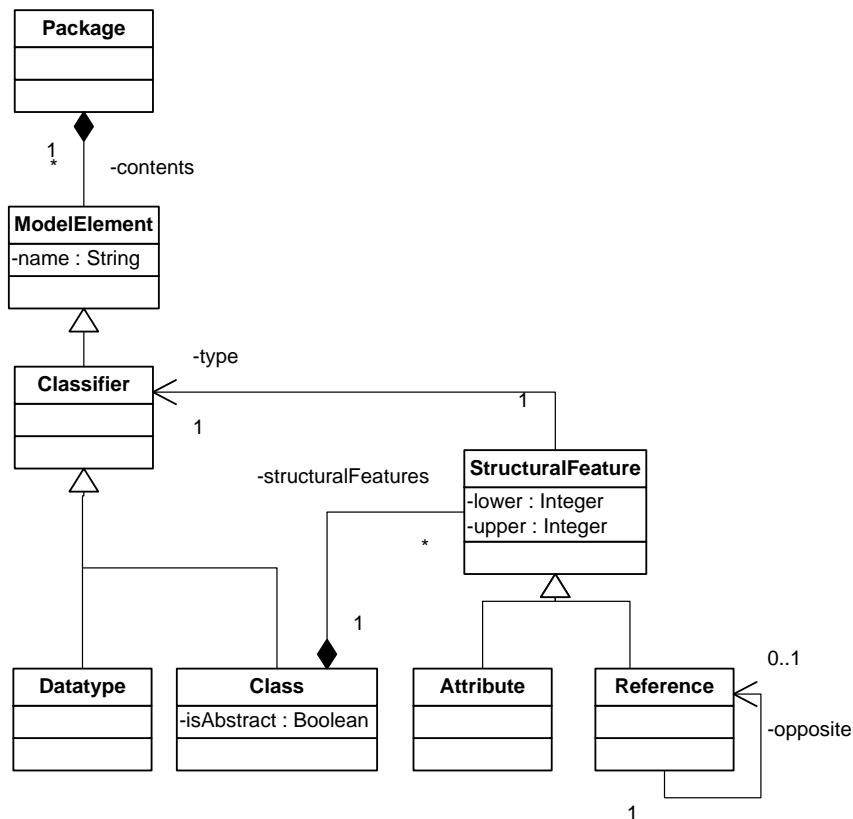 Package
1
*
-contents
ModelElement
-name : String
-type
Classifier
1
1
StructuralFeature
-structuralFeatures
-lower : Integer
-upper : Integer
*
1
0..1
Datatype
Class
Attribute
Reference
-isAbstract : Boolean
-opposite
1